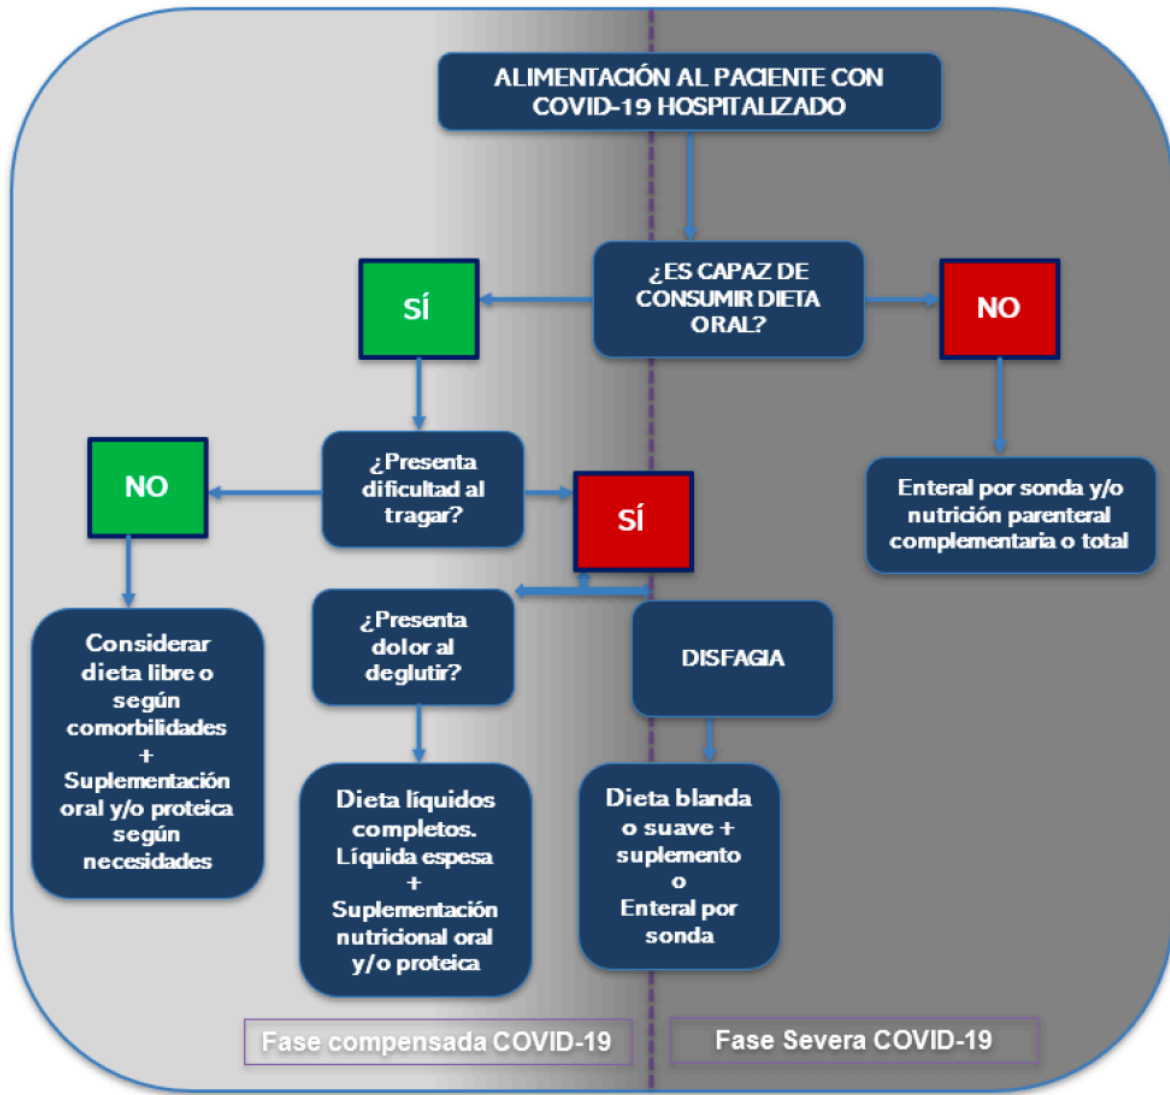 ALIMENTACIÓN AL PACIENTE CON
COVID-19 HOSPITALIZADO
¿ES CAPAZ DE
CONSUMIR DIETA
ORAL?
SÍ
NO
¿Presenta
dificultad al
tragar?
NO
SÍ
Enteral por sonda y/o
nutrición parenteral
complementaria o total
Considerar
dieta libre o
según
comorbilidades
+
Suplementación
oral y/o proteica
según
necesidades
¿Presenta
dolor al
deglutir?
DISFAGIA
Dieta líquidos
completos.
Líquida espesa
+
Suplementación
nutricional oral
y/o proteica
Dieta blanda
o suave +
suplemento
o
Enteral por
sonda
Fase compensada COVID-19
Fase Severa COVID-19